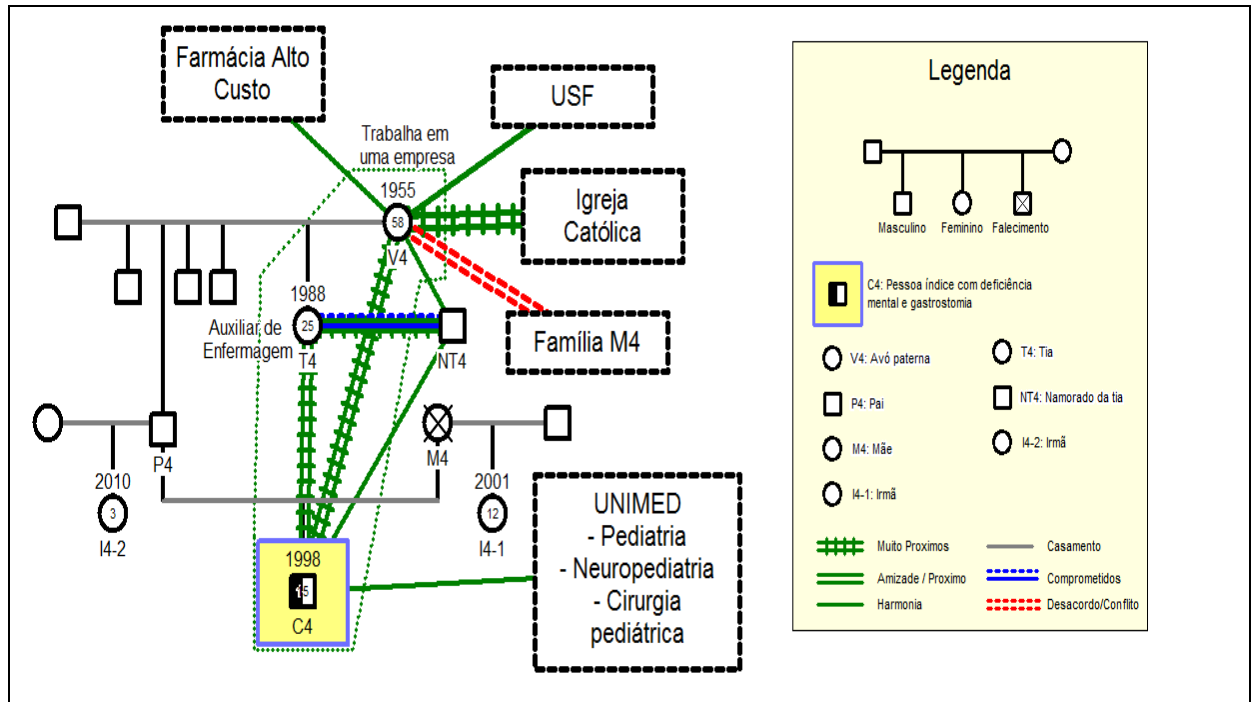 Farmácia Alto
Custo
USF
Trabalha em
uma empresa
1955
58
V4
Igreja
Católica
1988
Auxiliar de
Enfermagem
25
T4
NT4
Família M4
P4
M4
2010
3
I4-2
2001
12
I4-1
1998
15
C4
UNIMED
- Pediatria
- Neuropediatria
- Cirurgia
pediátrica
Legenda
Masculino
Feminino
Falecimento
C4: Pessoa índice com deficiência
mental e gastrostomia
V4: Avó paterna
T4: Tia
P4: Pai
NT4: Namorado da tia
M4: Mãe
I4-2: Irmã
I4-1: Irmã
Muito Proximos
Casamento
Amizade / Proximo
Comprometidos
Harmonia
Desacordo/Conflito